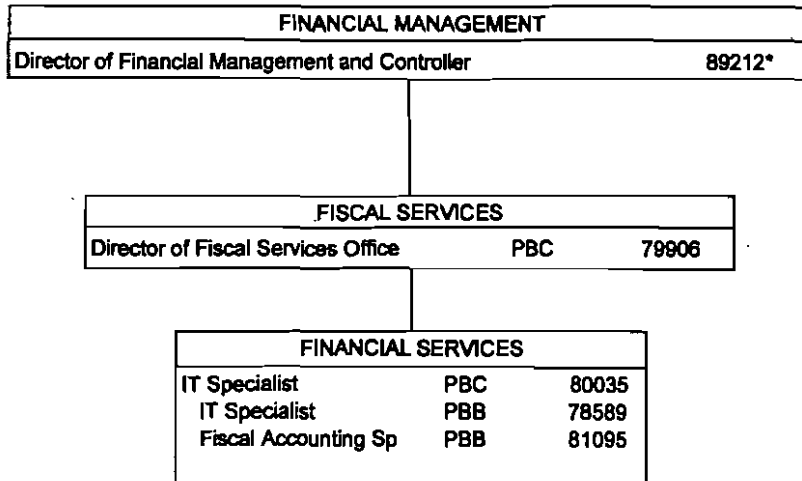 FINANCIAL MANAGEMENT
Director of Financial Management and Controller 89212*
FISCAL SERVICES
Director of Fiscal Services Office PBC 79906
FINANCIAL SERVICES
IT Specialist PBC 80035
IT Specialist PBB 78589
Fiscal Accounting Sp PBB 81095